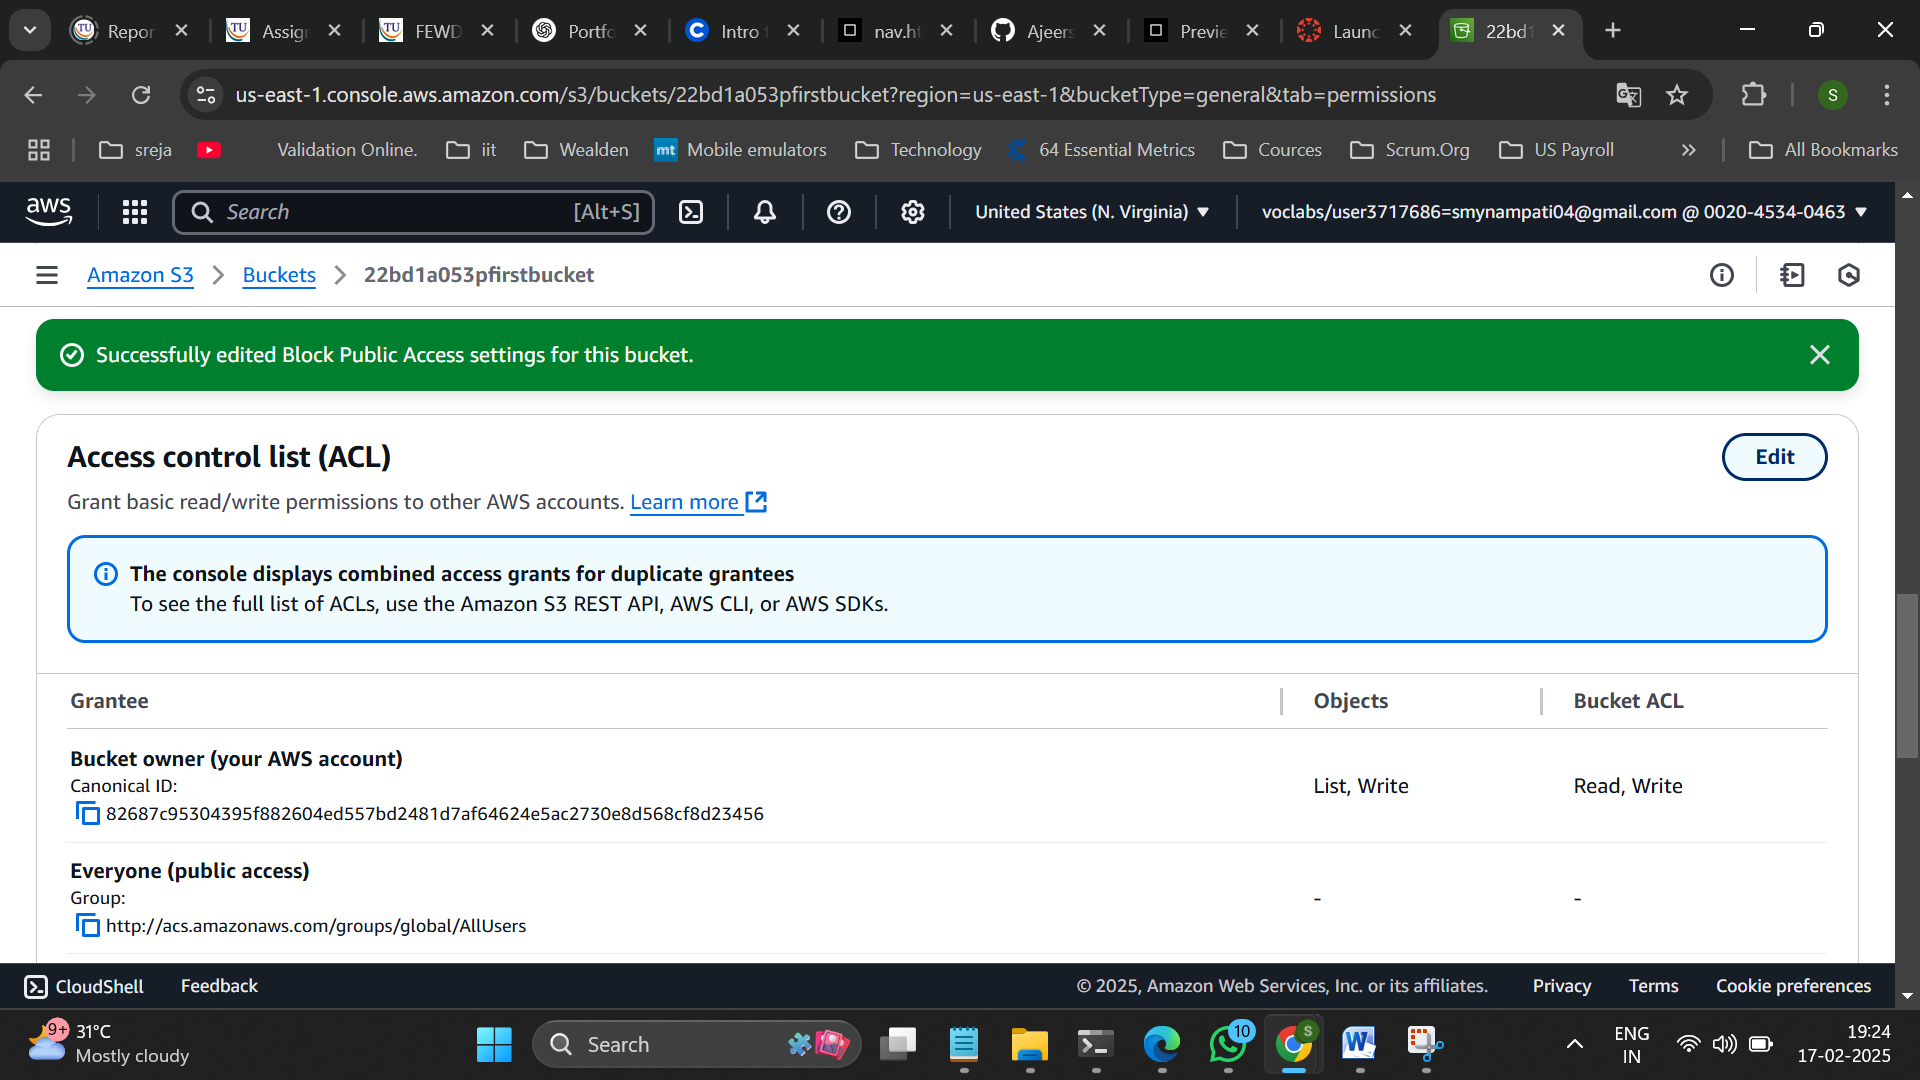 Repor
Assigr
FEWD
Portfo
Intro t
nav.ht
Ajeers
Previe
Launc
22bd1
us-east-1.console.aws.amazon.com/s3/buckets/22bd1a053pfirstbucket?region=us-east-1&bucketType=general&tab=permissions
S
sreja
Validation Online.
iit
Wealden
mt Mobile emulators
Technology
64 Essential Metrics
Cources
Scrum.Org
US Payroll
All Bookmarks
aws
Search [Alt+S]
United States (N. Virginia)
voclabs/user3717686=smynampati04@gmail.com @ 0020-4534-0463
Amazon S3
Buckets
22bd1a053pfirstbucket
Successfully edited Block Public Access settings for this bucket.
Access control list (ACL)
Edit
Grant basic read/write permissions to other AWS accounts. Learn more
The console displays combined access grants for duplicate grantees
To see the full list of ACLs, use the Amazon S3 REST API, AWS CLI, or AWS SDKs.
Grantee Objects Bucket ACL
Bucket owner (your AWS account)
Canonical ID:
82687c95304395f882604ed557bd2481d7af64624e5ac2730e8d568cf8d23456
List, Write Read, Write
Everyone (public access)
Group:
http://acs.amazonaws.com/groups/global/AllUsers
- -
CloudShell Feedback © 2025, Amazon Web Services, Inc. or its affiliates. Privacy Terms Cookie preferences
9+ 31°C
Mostly cloudy
Search
10
S
ENG
IN
19:24
17-02-2025